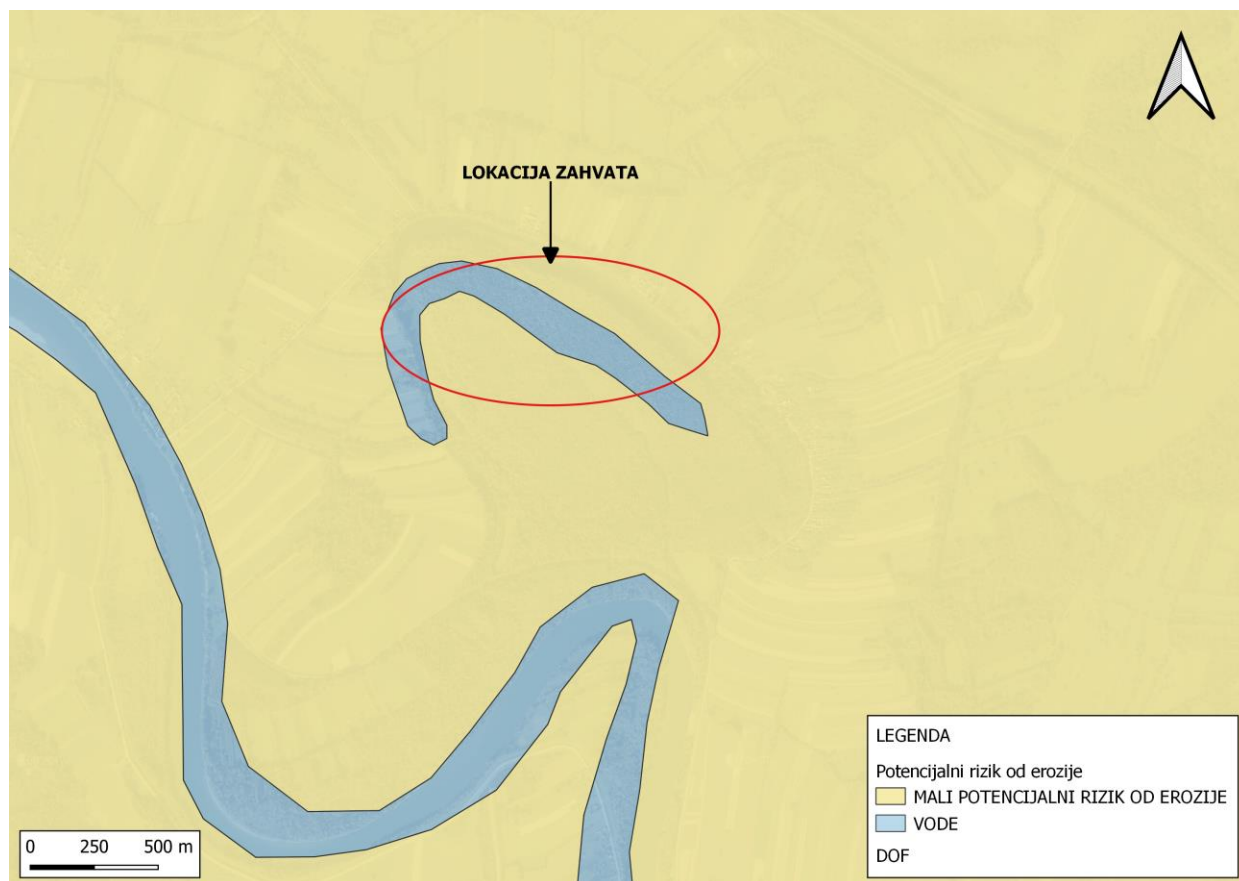 LOKACIJA ZAHVATA
LEGENDA
Potencijalni rizik od erozije
MALI POTENCIJALNI RIZIK OD EROZIJE
VODE
DOF
0 250 500 m